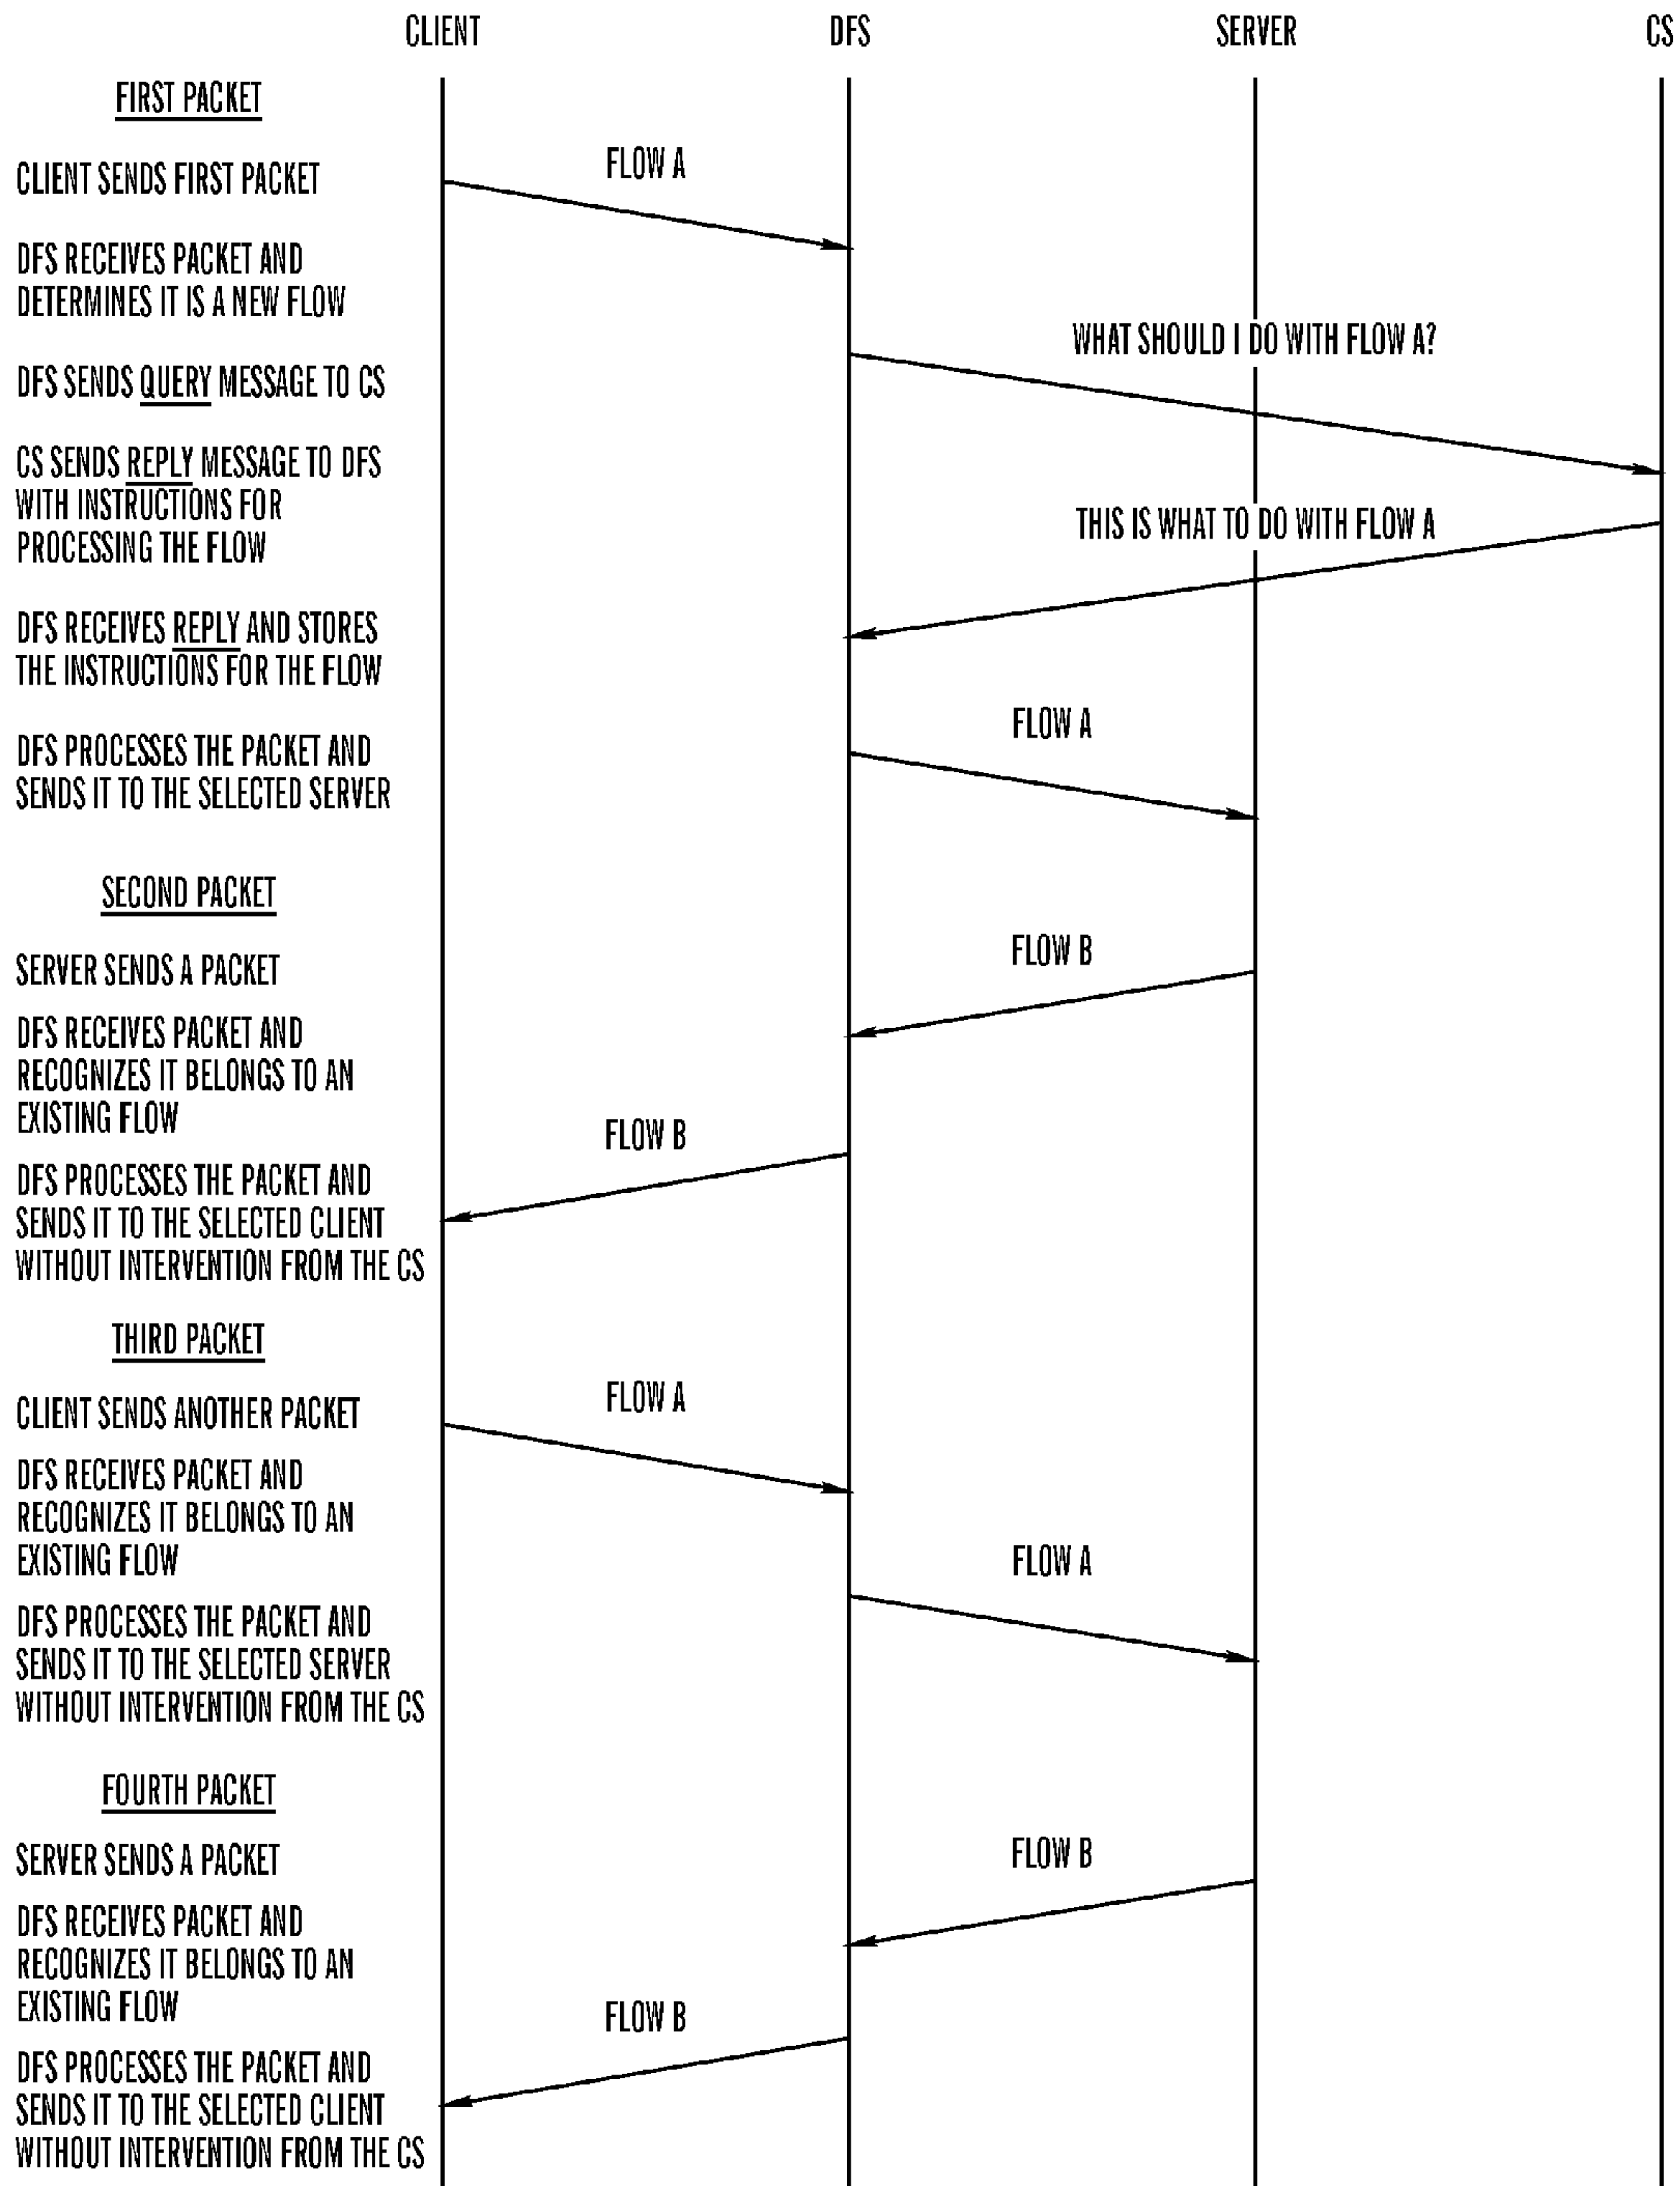 CLIENT DFS SERVER CS
FIRST PACKET
CLIENT SENDS FIRST PACKET
FLOW A
DFS RECEIVES PACKET AND
DETERMINES IT IS A NEW FLOW
WHAT SHOULD I DO WITH FLOW A?
DFS SENDS QUERY MESSAGE TO CS
CS SENDS REPLY MESSAGE TO DFS
WITH INSTRUCTIONS FOR
PROCESSING THE FLOW
THIS IS WHAT TO DO WITH FLOW A
DFS RECEIVES REPLY AND STORES
THE INSTRUCTIONS FOR THE FLOW
FLOW A
DFS PROCESSES THE PACKET AND
SENDS IT TO THE SELECTED SERVER
SECOND PACKET
FLOW B
SERVER SENDS A PACKET
DFS RECEIVES PACKET AND
RECOGNIZES IT BELONGS TO AN
EXISTING FLOW
FLOW B
DFS PROCESSES THE PACKET AND
SENDS IT TO THE SELECTED CLIENT
WITHOUT INTERVENTION FROM THE CS
THIRD PACKET
FLOW A
CLIENT SENDS ANOTHER PACKET
DFS RECEIVES PACKET AND
RECOGNIZES IT BELONGS TO AN
EXISTING FLOW
FLOW A
DFS PROCESSES THE PACKET AND
SENDS IT TO THE SELECTED SERVER
WITHOUT INTERVENTION FROM THE CS
FOURTH PACKET
FLOW B
SERVER SENDS A PACKET
DFS RECEIVES PACKET AND
RECOGNIZES IT BELONGS TO AN
EXISTING FLOW
FLOW B
DFS PROCESSES THE PACKET AND
SENDS IT TO THE SELECTED CLIENT
WITHOUT INTERVENTION FROM THE CS